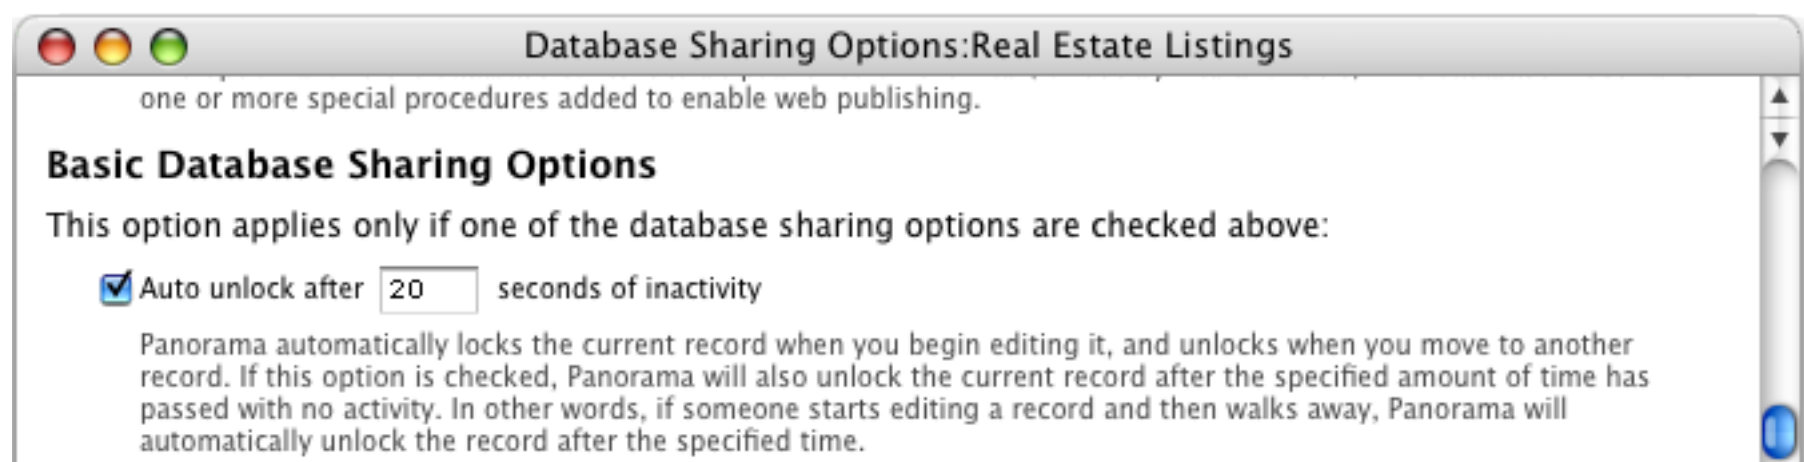 Database Sharing Options:Real Estate Listings
one or more special procedures added to enable web publishing.
Basic Database Sharing Options
This option applies only if one of the database sharing options are checked above:
Auto unlock after 20 seconds of inactivity
Panorama automatically locks the current record when you begin editing it, and unlocks when you move to another
record. If this option is checked, Panorama will also unlock the current record after the specified amount of time has
passed with no activity. In other words, if someone starts editing a record and then walks away, Panorama will
automatically unlock the record after the specified time.